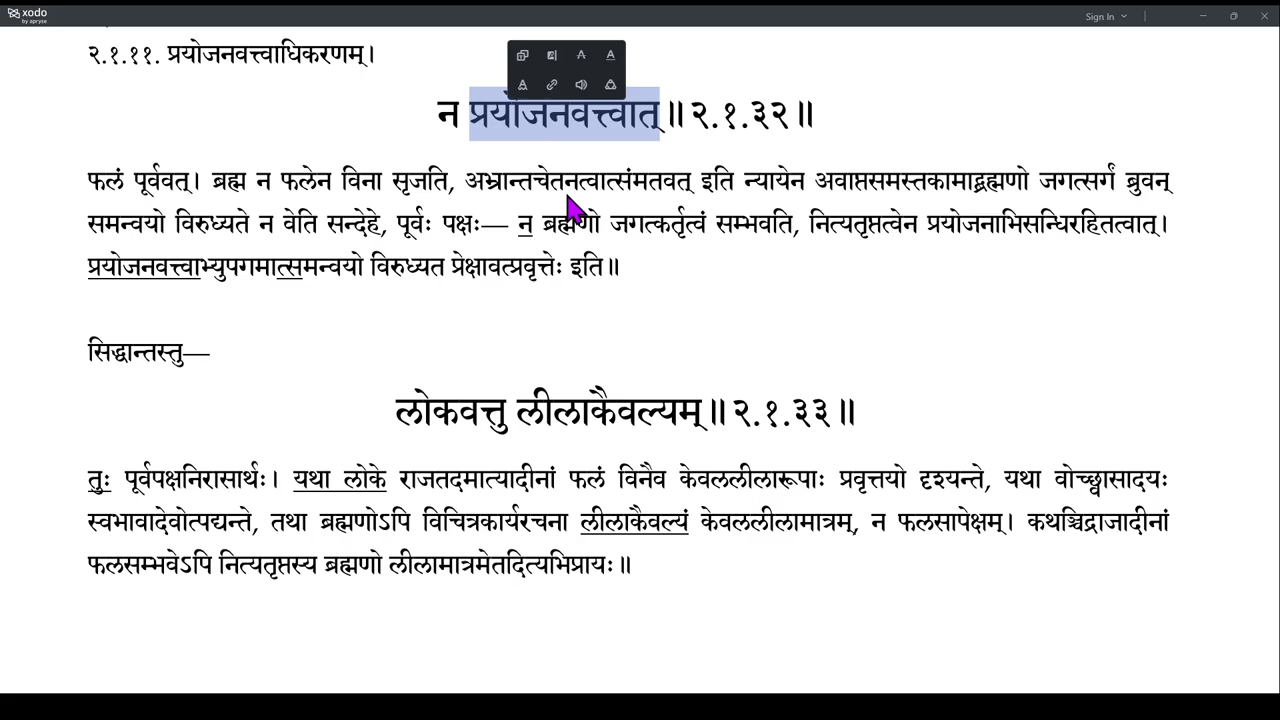 xodo
by apryse
Sign In
२.१.११. प्रयोजनवत्त्वाधिकरणम्।
न प्रयोजनवत्त्वात्॥२.१.३२॥
फलं पूर्ववत्। ब्रह्म न फलेन विना सृजति, अभ्रान्तचेतनत्वात्संमतवत् इति न्यायेन अवाप्तसमस्तकामाद्ब्रह्मणो जगत्सर्गं ब्रुवन्
समन्वयो विरुध्यते न वेति सन्देहे, पूर्वः पक्षः— न ब्रह्मणो जगत्कर्तृत्वं सम्भवति, नित्यतृप्तत्वेन प्रयोजनाभिसन्धिरहितत्वात्।
प्रयोजनवत्त्वाभ्युपगमात्समन्वयो विरुध्यत प्रेक्षावत्प्रवृत्तेः इति॥
सिद्धान्तस्तु—
लोकवत्तु लीलाकैवल्यम्॥२.१.३३॥
तुः पूर्वपक्षनिरासार्थः। यथा लोके राजतदमात्यादीनां फलं विनैव केवललीलारूपाः प्रवृत्तयो दृश्यन्ते, यथा वोच्छ्वासादयः
स्वभावादेवोत्पद्यन्ते, तथा ब्रह्मणोऽपि विचित्रकार्यरचना लीलाकैवल्यं केवललीलामात्रम्, न फलसापेक्षम्। कथञ्चिद्राजादीनां
फलसम्भवेऽपि नित्यतृप्तस्य ब्रह्मणो लीलामात्रमेतदित्यभिप्रायः॥